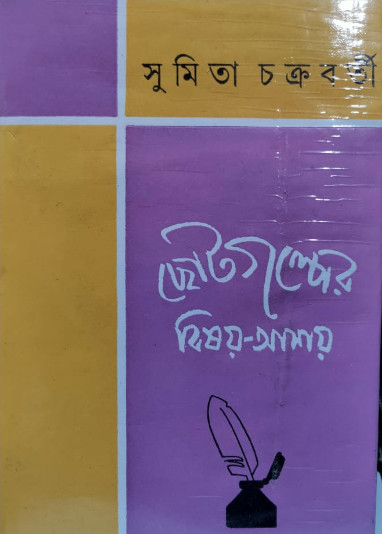 সুমিতা চক্রবর্তী
ছোটগল্পের
বিষয়-আশয়